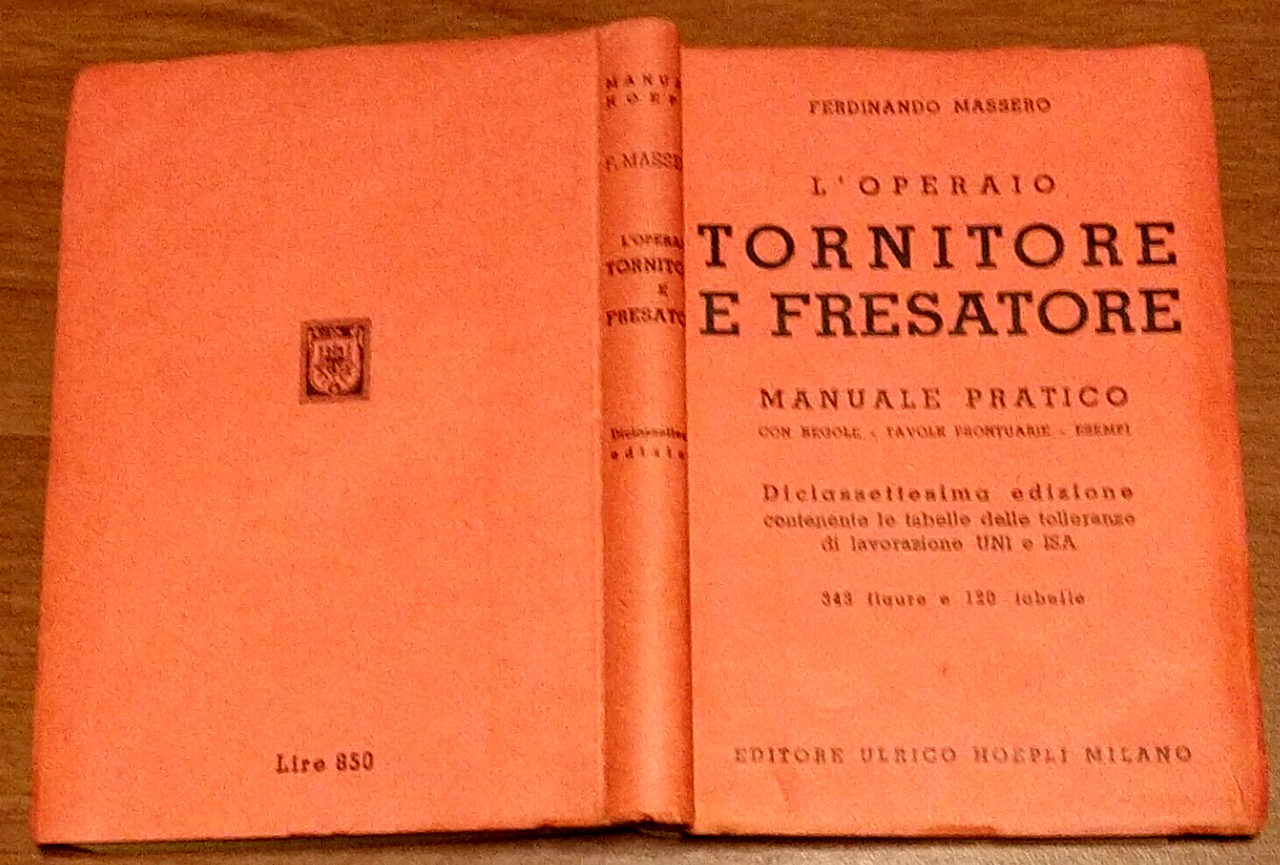 Lire 850
MANUA
HOEP
F. MASSE
L'OPERA
TORNITO
E
FRESATO
edizio
FERDINANDO MASSERO
L'OPERAIO
TORNITORE
E FRESATORE
MANUALE PRATICO
CON REGOLE - TAVOLE PRONTUARIE - ESEMPI
Diciassettesima edizione
contenente le tabelle delle tolleranze
di lavorazione UNI e ISA
343 figure e 120 tabelle
EDITORE ULRICO HOEPLI MILANO